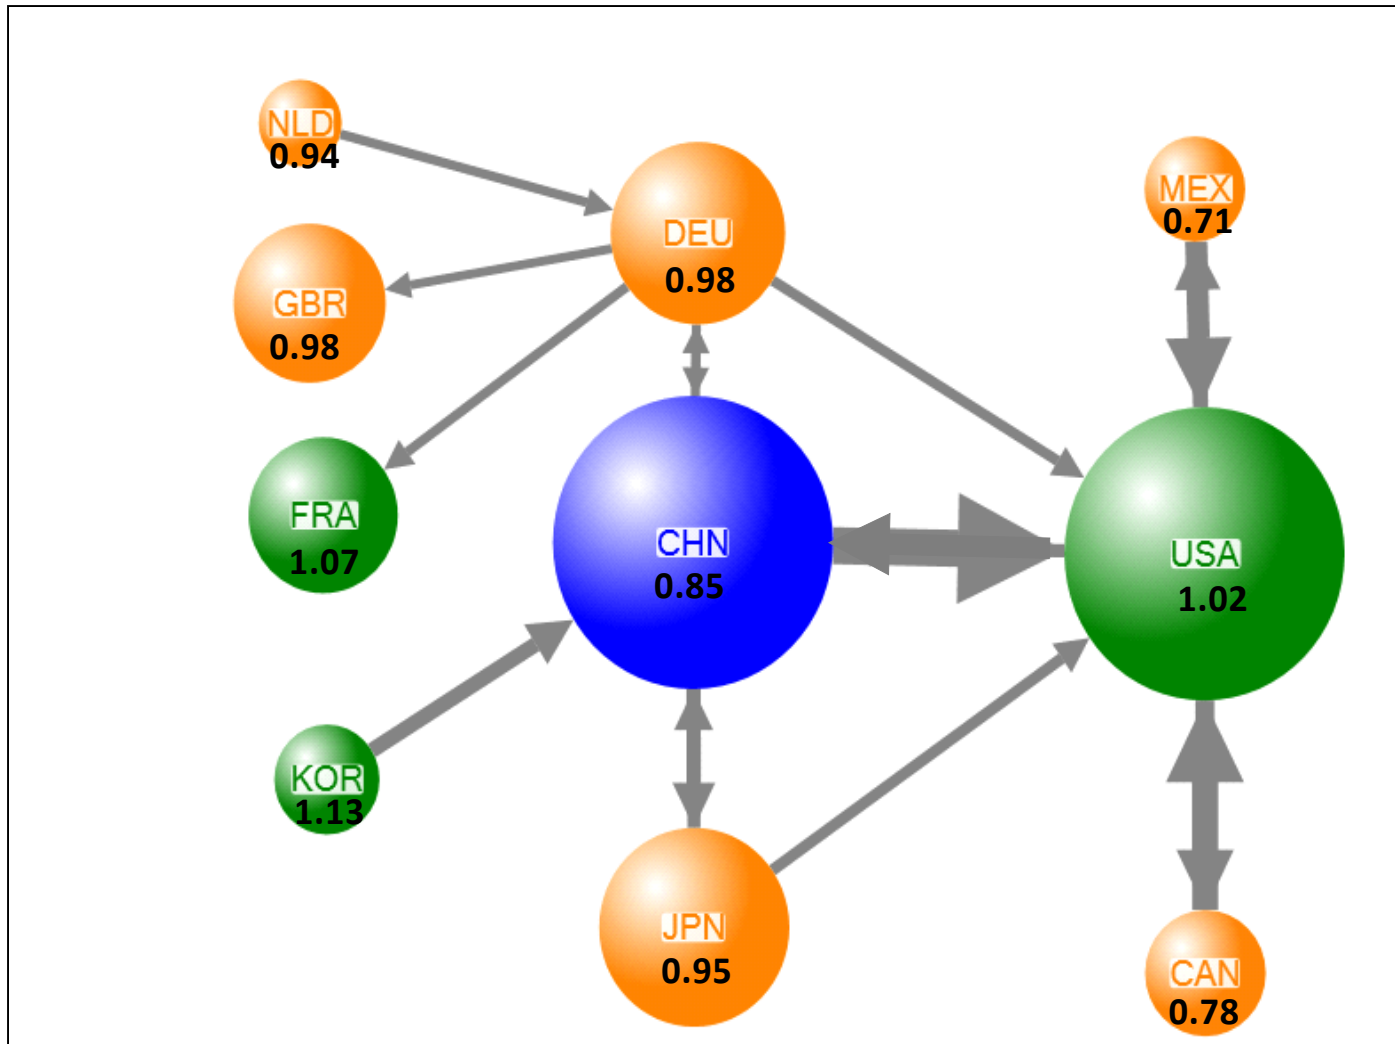 NLD
0.94
DEU
0.98
MEX
0.71
GBR
0.98
FRA
1.07
CHN
0.85
USA
1.02
KOR
1.13
JPN
0.95
CAN
0.78